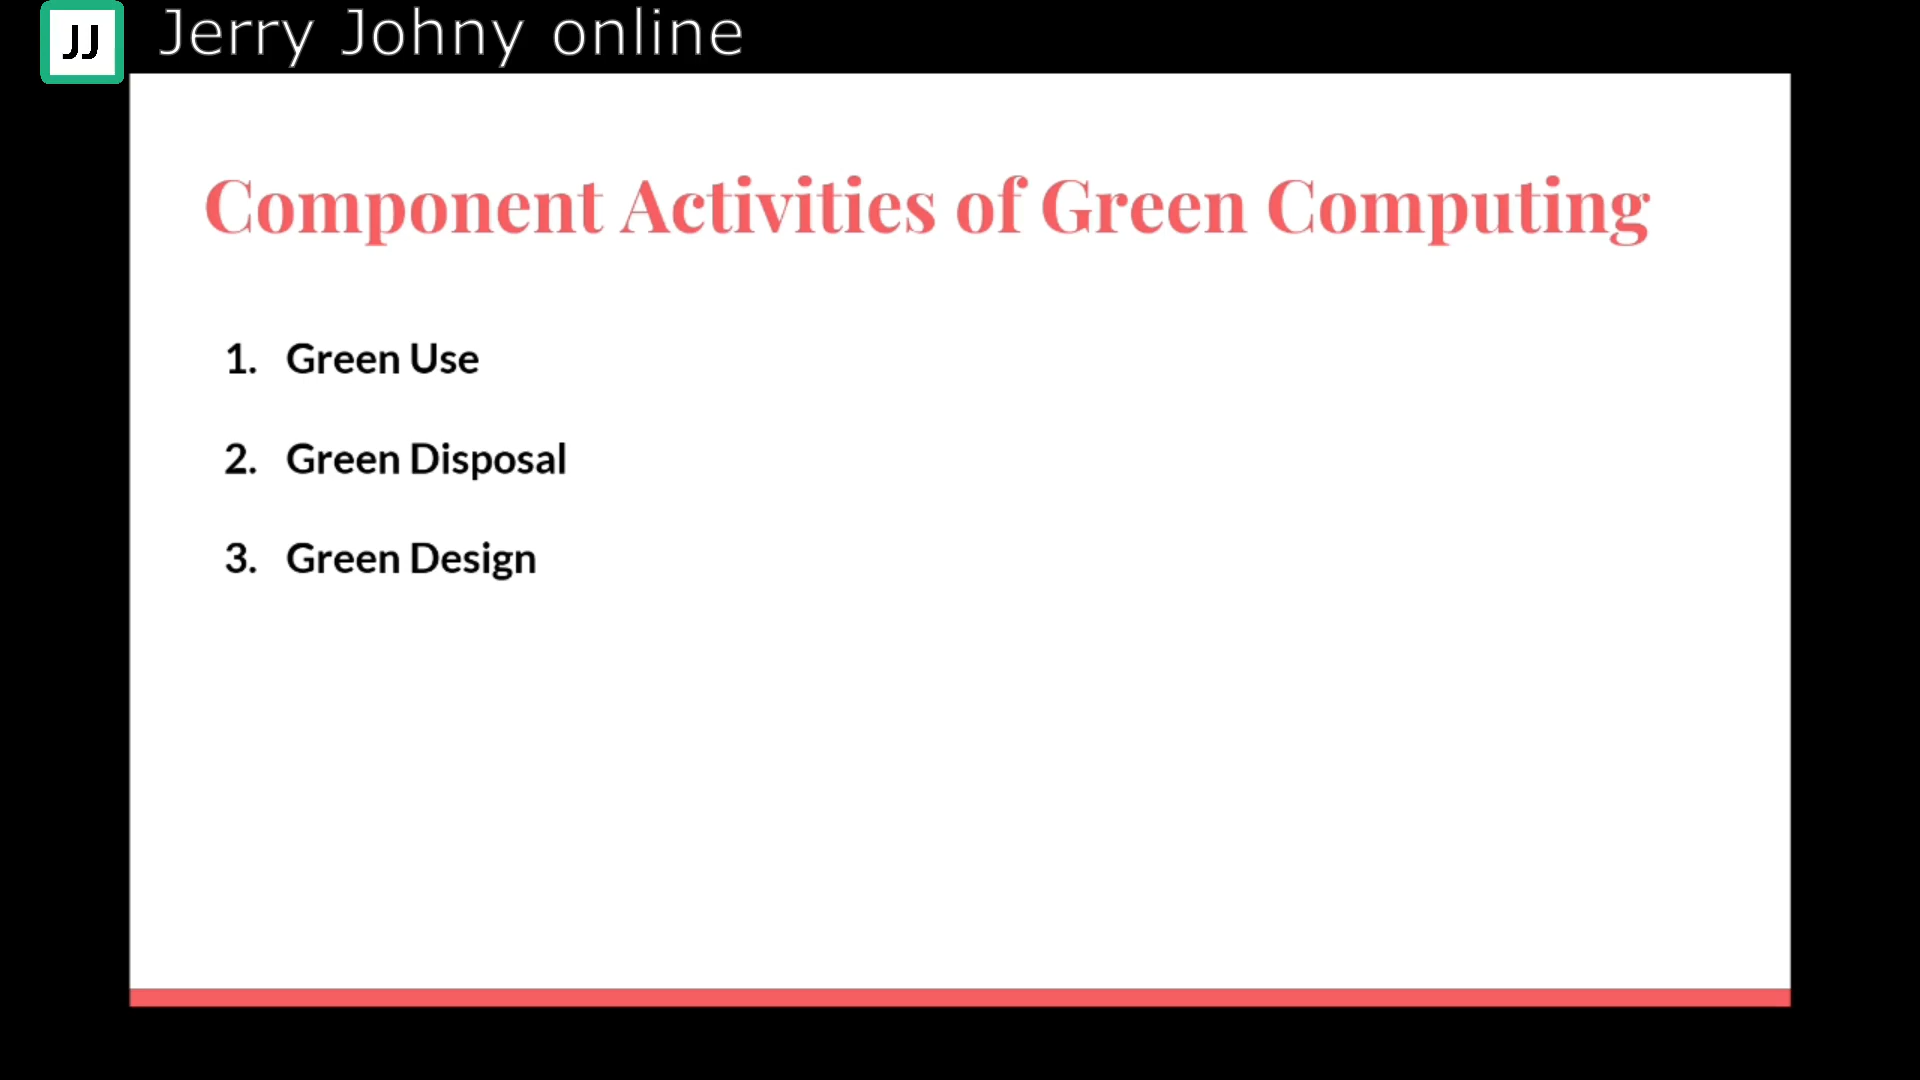 JJ Jerry Johny online
Component Activities of Green Computing
1. Green Use
2. Green Disposal
3. Green Design